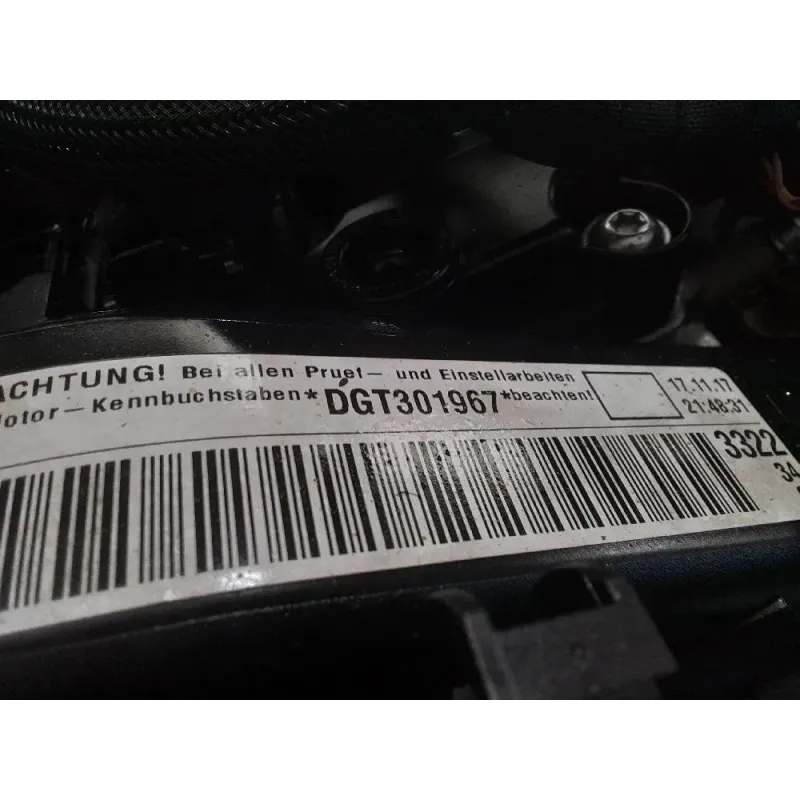 ACHTUNG! Bei allen Pruef- und Einstellarbeiten
Motor-Kennbuchstaben*DGT301967*beachten!
17.11.17
21:48:31
3322
34